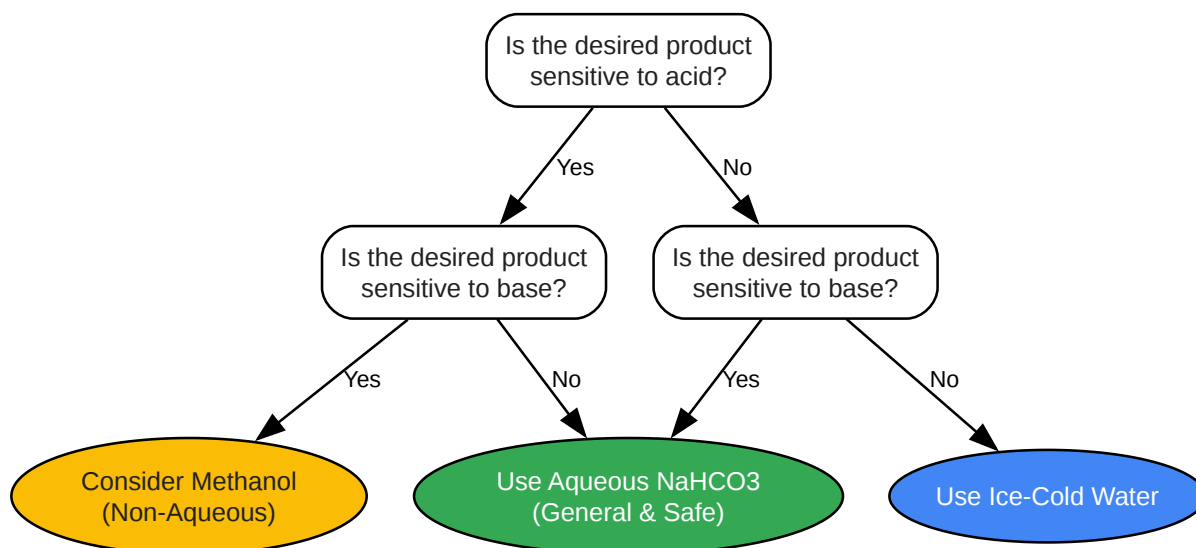 Is the desired product
sensitive to acid?
Yes
No
Is the desired product
sensitive to base?
Is the desired product
sensitive to base?
Yes
No
Yes
No
Consider Methanol
(Non-Aqueous)
Use Aqueous NaHCO3
(General & Safe)
Use Ice-Cold Water